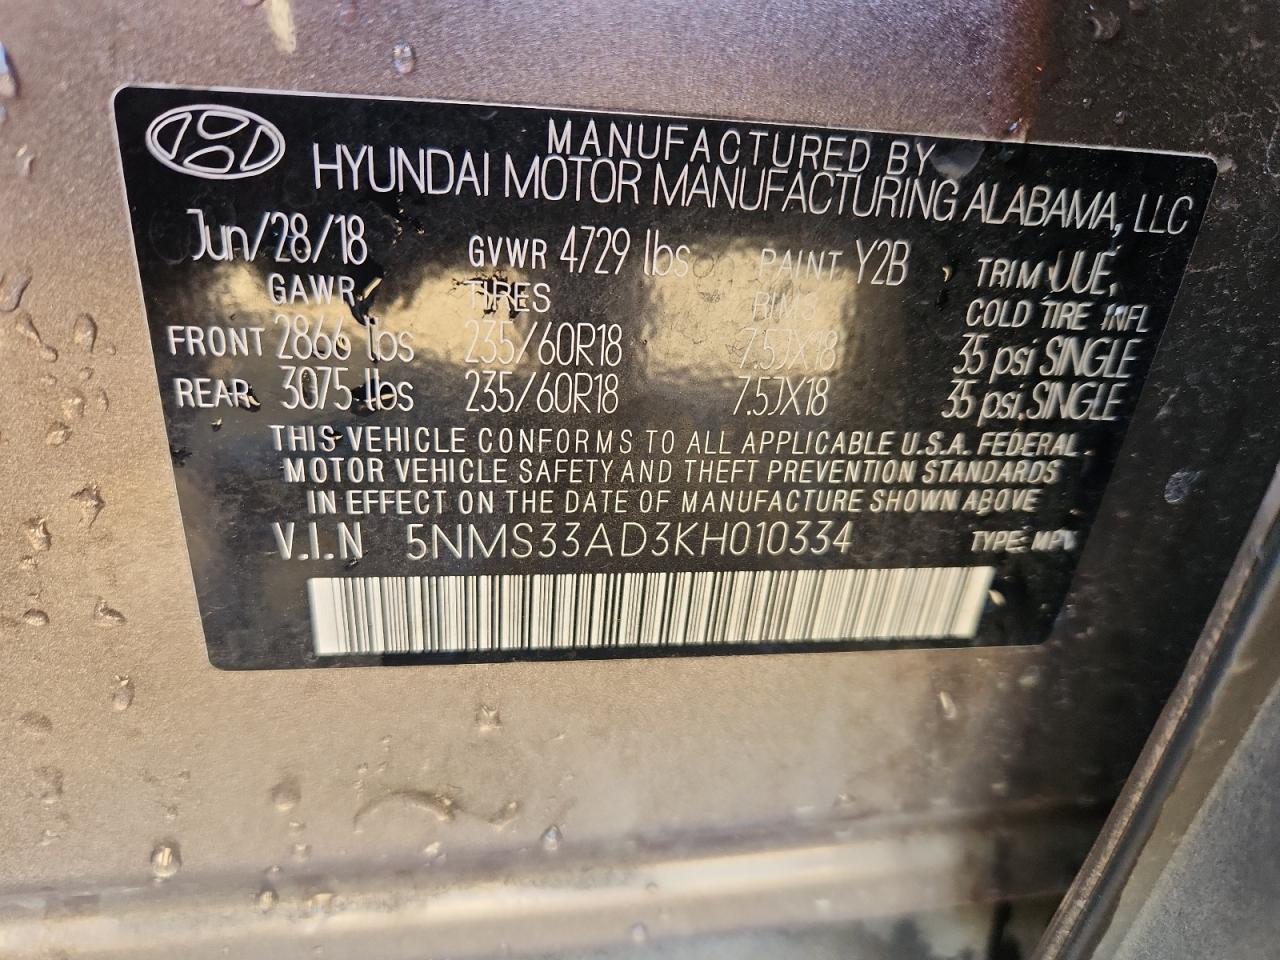 MANUFACTURED BY
HYUNDAI MOTOR MANUFACTURING ALABAMA, LLC
Jun/28/18 GVWR 4729 lbs PAINT Y2B TRIM UUE,
GAWR TIRES RIMS COLD TIRE INFL
FRONT 2866 lbs 235/60R18 7.5JX18 35 psi SINGLE
REAR 3075 lbs 235/60R18 7.5JX18 35 psi, SINGLE
THIS VEHICLE CONFORMS TO ALL APPLICABLE U.S.A. FEDERAL
MOTOR VEHICLE SAFETY AND THEFT PREVENTION STANDARDS
IN EFFECT ON THE DATE OF MANUFACTURE SHOWN ABOVE
V.I.N 5NMS33AD3KH010334 TYPE: MPV